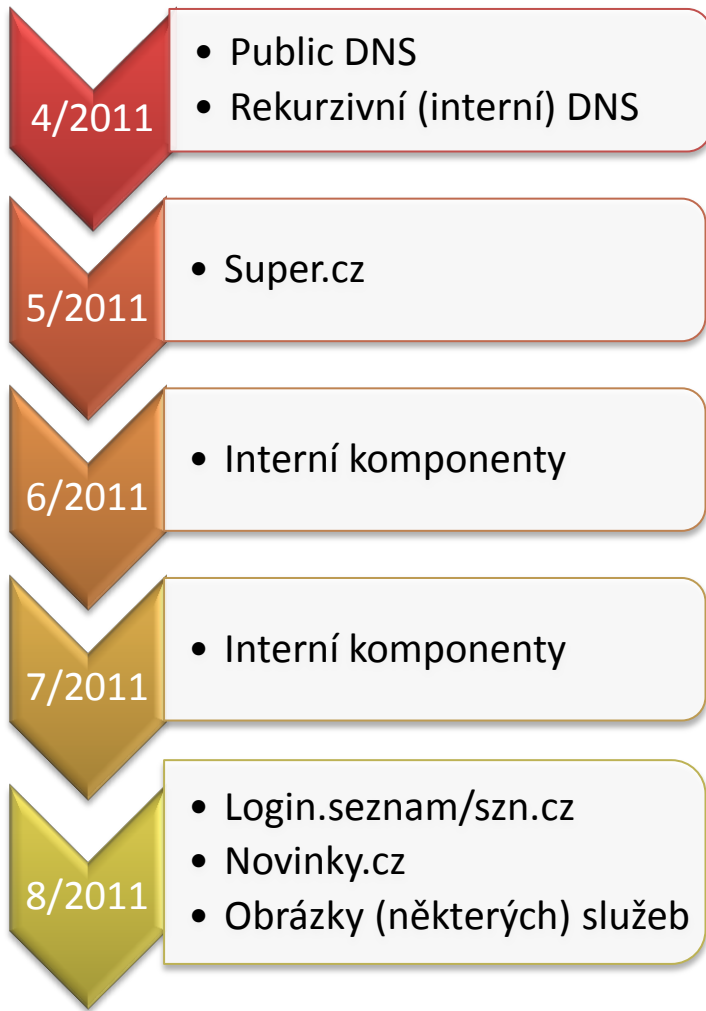 4/2011
• Public DNS
• Rekurzivní (interní) DNS
5/2011
• Super.cz
6/2011
• Interní komponenty
7/2011
• Interní komponenty
8/2011
• Login.seznam/szn.cz
• Novinky.cz
• Obrázky (některých) služeb